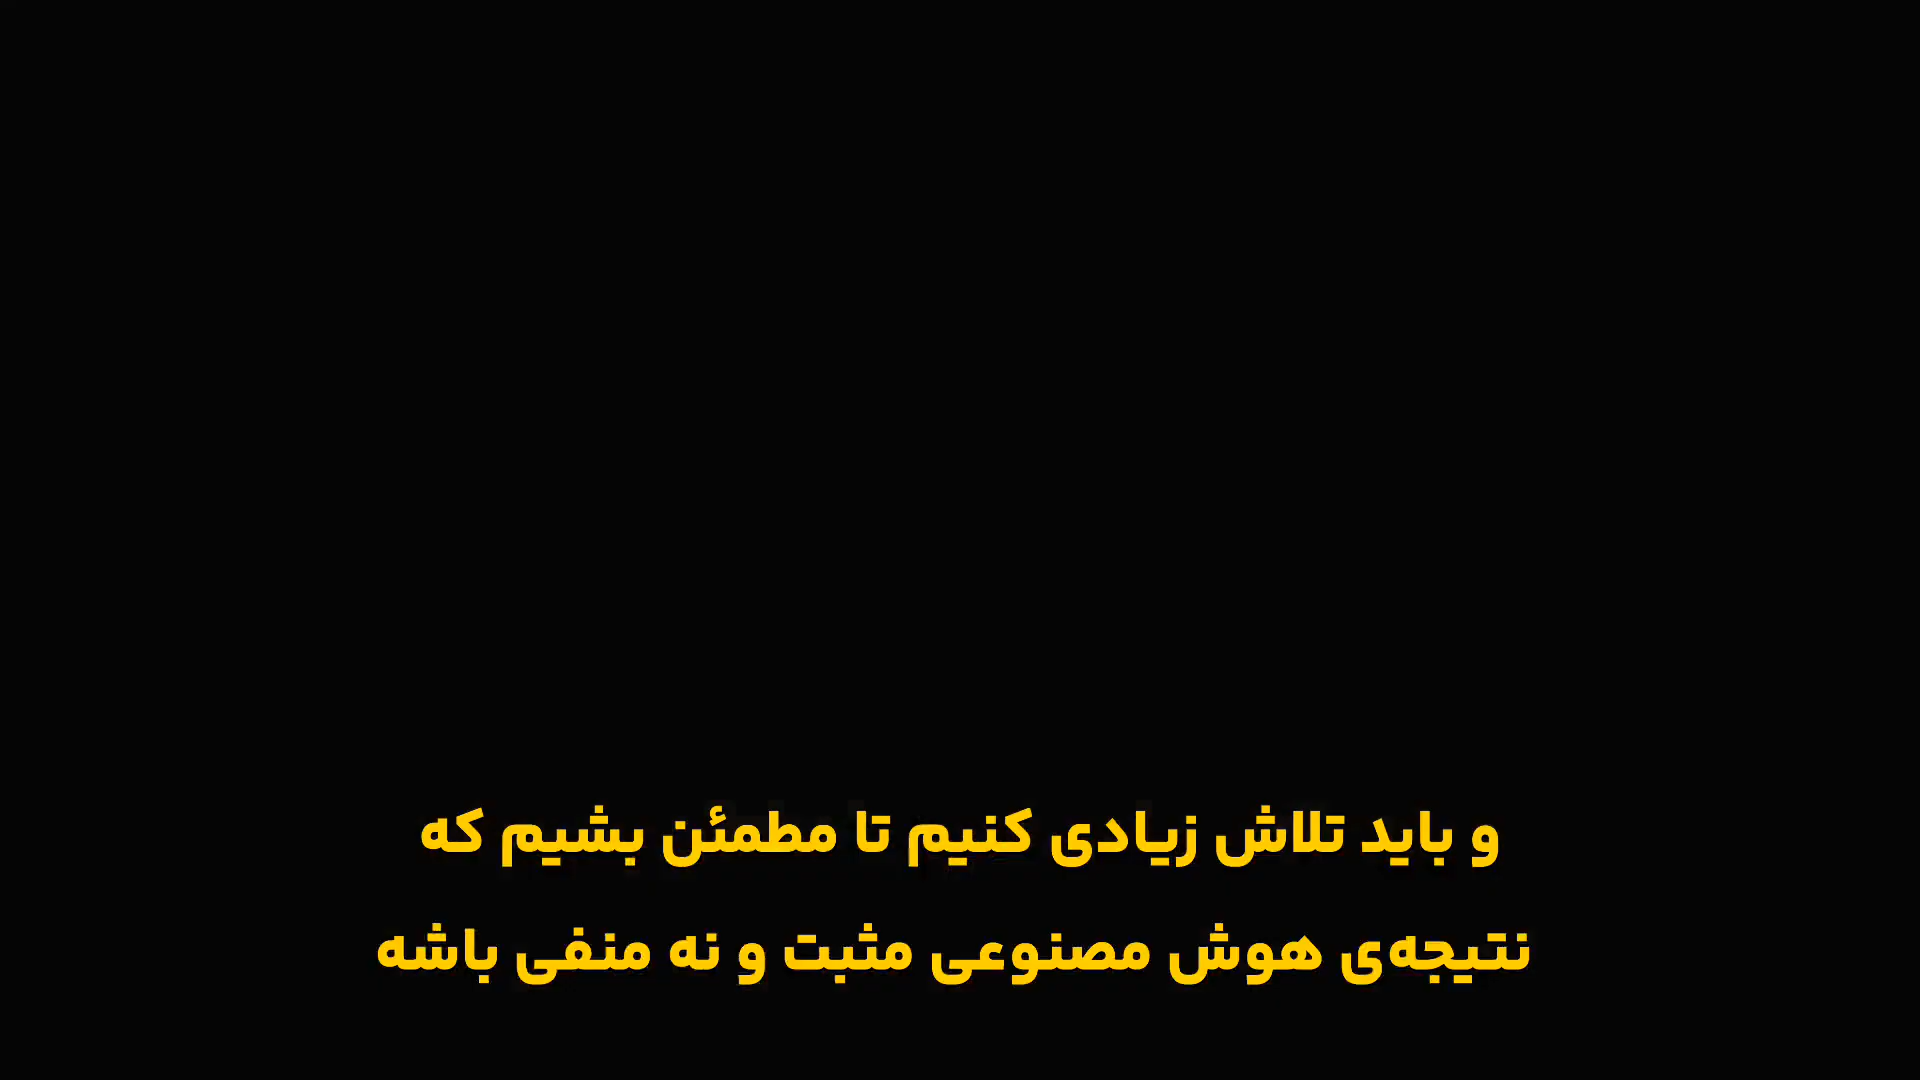 و باید تلاش زیادی کنیم تا مطمئن بشیم که
نتیجه‌ی هوش مصنوعی مثبت و نه منفی باشه